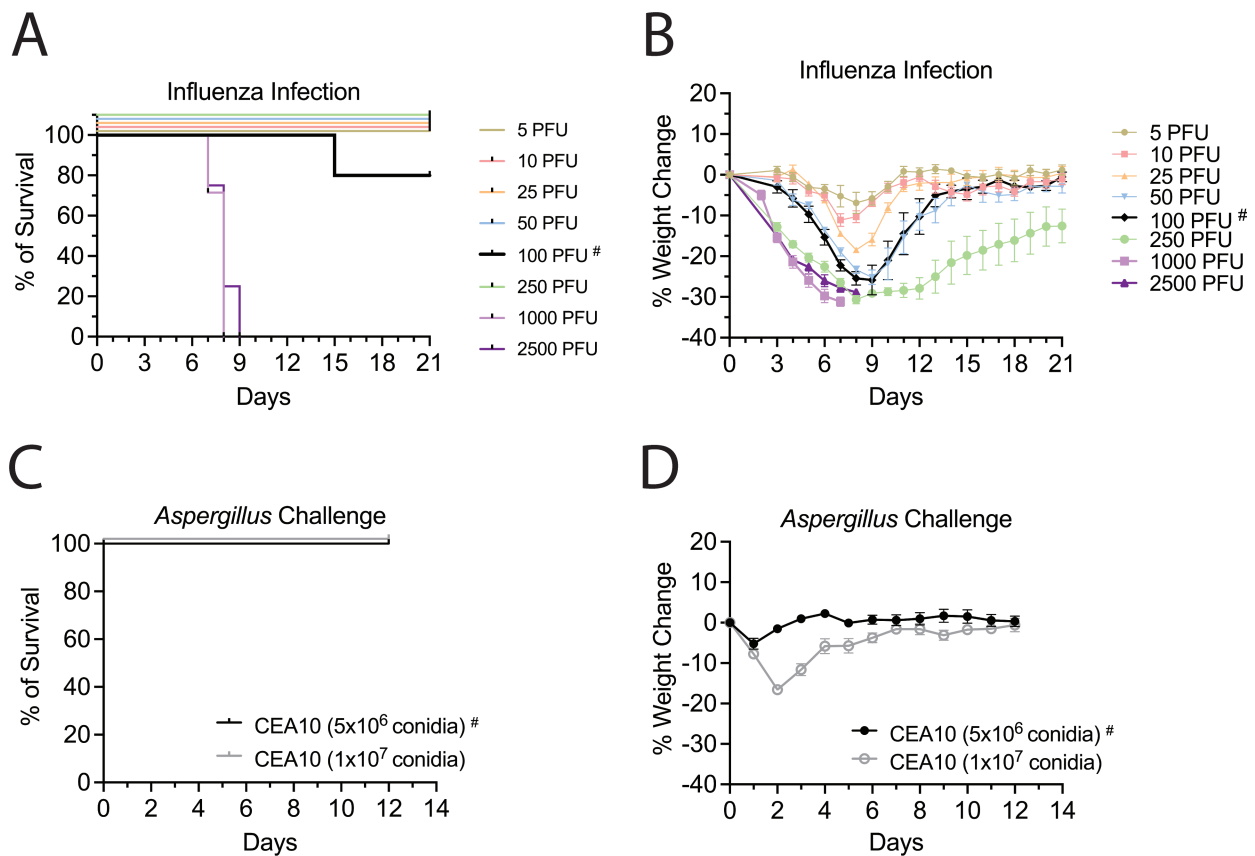 A
Influenza Infection
% of Survival
100
80
60
40
20
0
0 3 6 9 12 15 18 21
Days
5 PFU
10 PFU
25 PFU
50 PFU
100 PFU #
250 PFU
1000 PFU
2500 PFU
B
Influenza Infection
% Weight Change
20
10
0
-10
-20
-30
-40
0 3 6 9 12 15 18 21
Days
5 PFU
10 PFU
25 PFU
50 PFU
100 PFU #
250 PFU
1000 PFU
2500 PFU
C
Aspergillus Challenge
% of Survival
100
80
60
40
20
0
0 2 4 6 8 10 12 14
Days
CEA10 (5x10⁶ conidia) #
CEA10 (1x10⁷ conidia)
D
Aspergillus Challenge
% Weight Change
20
10
0
-10
-20
-30
-40
0 2 4 6 8 10 12 14
Days
CEA10 (5x10⁶ conidia) #
CEA10 (1x10⁷ conidia)